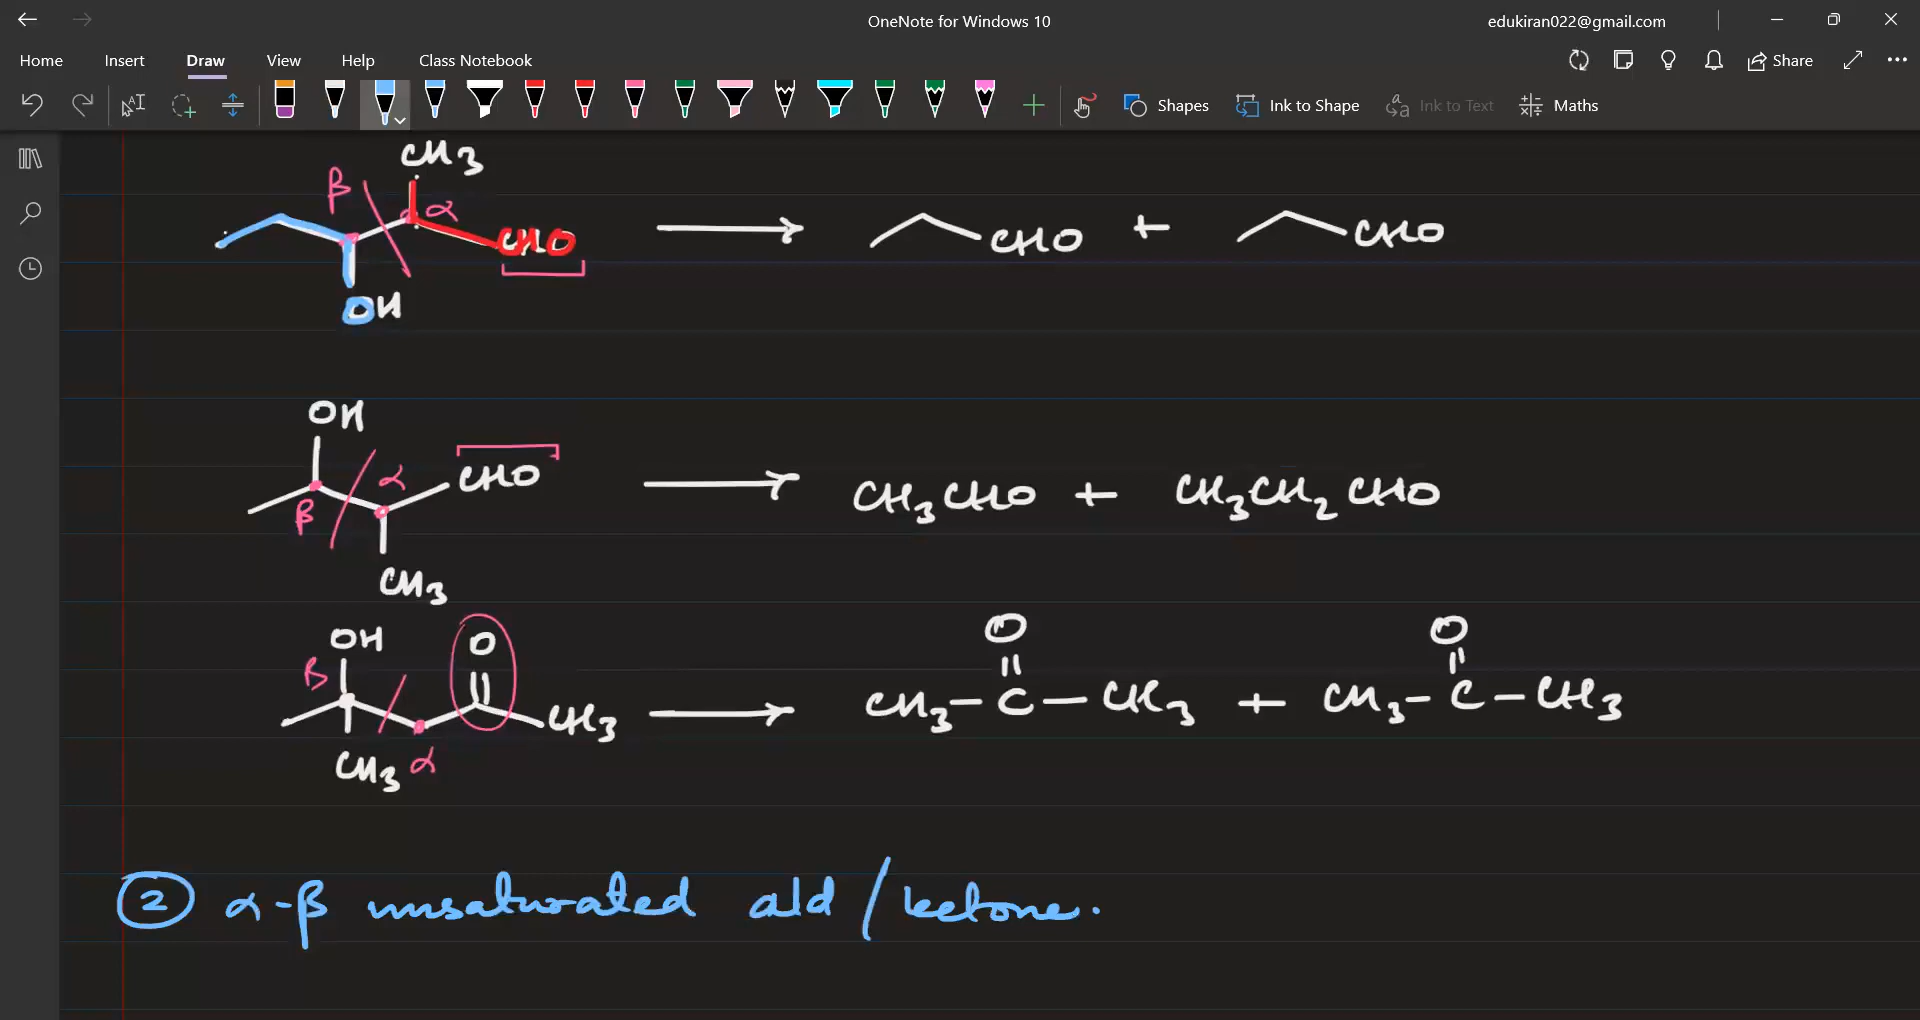 OneNote for Windows 10
edukiran022@gmail.com
Home Insert Draw View Help Class Notebook
Share
Shapes Ink to Shape Ink to Text Maths
CH3
β α
CHO → CHO + CHO
OH
OH
α CHO → CH3CHO + CH3CH2CHO
β
CH3
OH O O O
β || || ||
CH3 → CH3-C-CH3 + CH3-C-CH3
CH3 α
② α-β unsaturated ald / ketone.